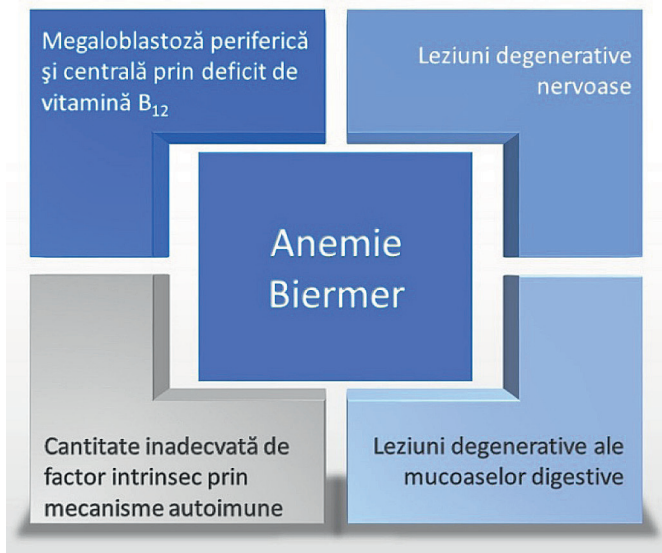 Megaloblastoză periferică
şi centrală prin deficit de
vitamină B₁₂
Leziuni degenerative
nervoase
Anemie
Biermer
Cantitate inadecvată de
factor intrinsec prin
mecanisme autoimune
Leziuni degenerative ale
mucoaselor digestive